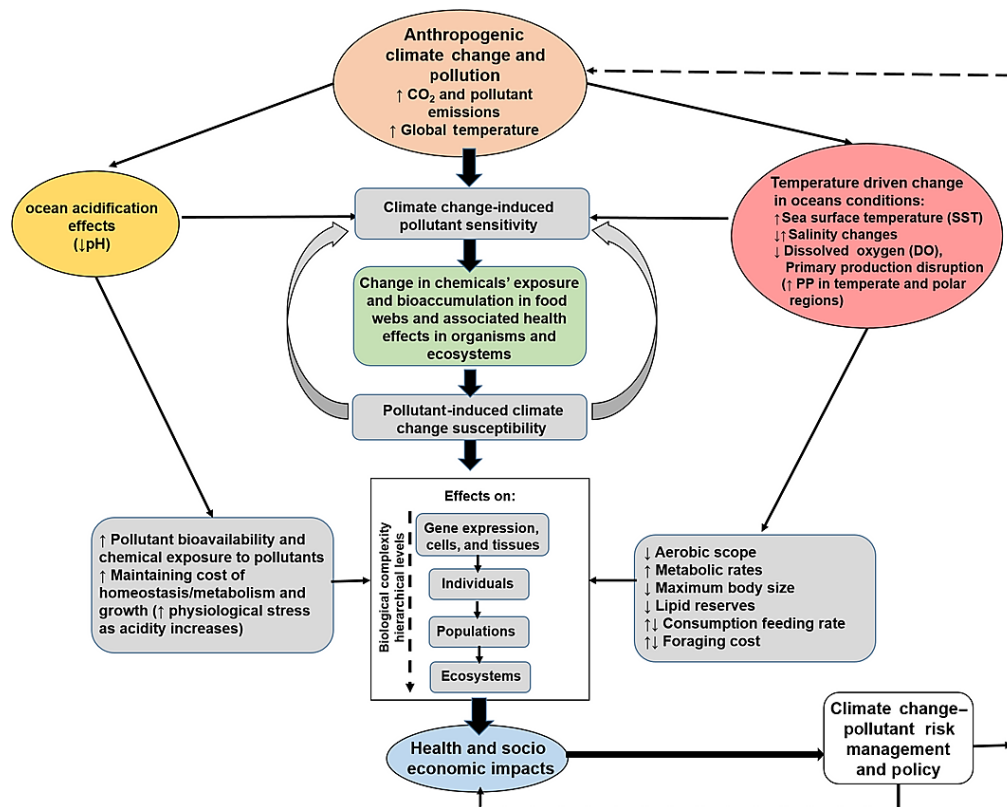 Anthropogenic
climate change and
pollution
↑ CO₂ and pollutant
emissions
↑ Global temperature
ocean acidification
effects
(↓pH)
Climate change-induced
pollutant sensitivity
Temperature driven change
in oceans conditions:
↑Sea surface temperature (SST)
↓↑Salinity changes
↓ Dissolved oxygen (DO),
Primary production disruption
(↑ PP in temperate and polar
regions)
Change in chemicals' exposure
and bioaccumulation in food
webs and associated health
effects in organisms and
ecosystems
Pollutant-induced climate
change susceptibility
↑ Pollutant bioavailability and
chemical exposure to pollutants
↑ Maintaining cost of
homeostasis/metabolism and
growth (↑ physiological stress
as acidity increases)
Effects on:
Biological complexity
hierarchical levels
Gene expression,
cells, and tissues
Individuals
Populations
Ecosystems
↓ Aerobic scope
↑ Metabolic rates
↓ Maximum body size
↓ Lipid reserves
↑↓ Consumption feeding rate
↑↓ Foraging cost
Health and socio
economic impacts
Climate change–
pollutant risk
management
and policy